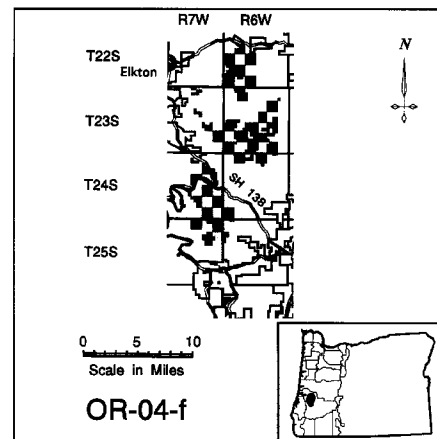 R7W R6W
N
T22S
Elkton
T23S
T24S
SH 138
T25S
0 5 10
Scale in Miles
OR-04-f